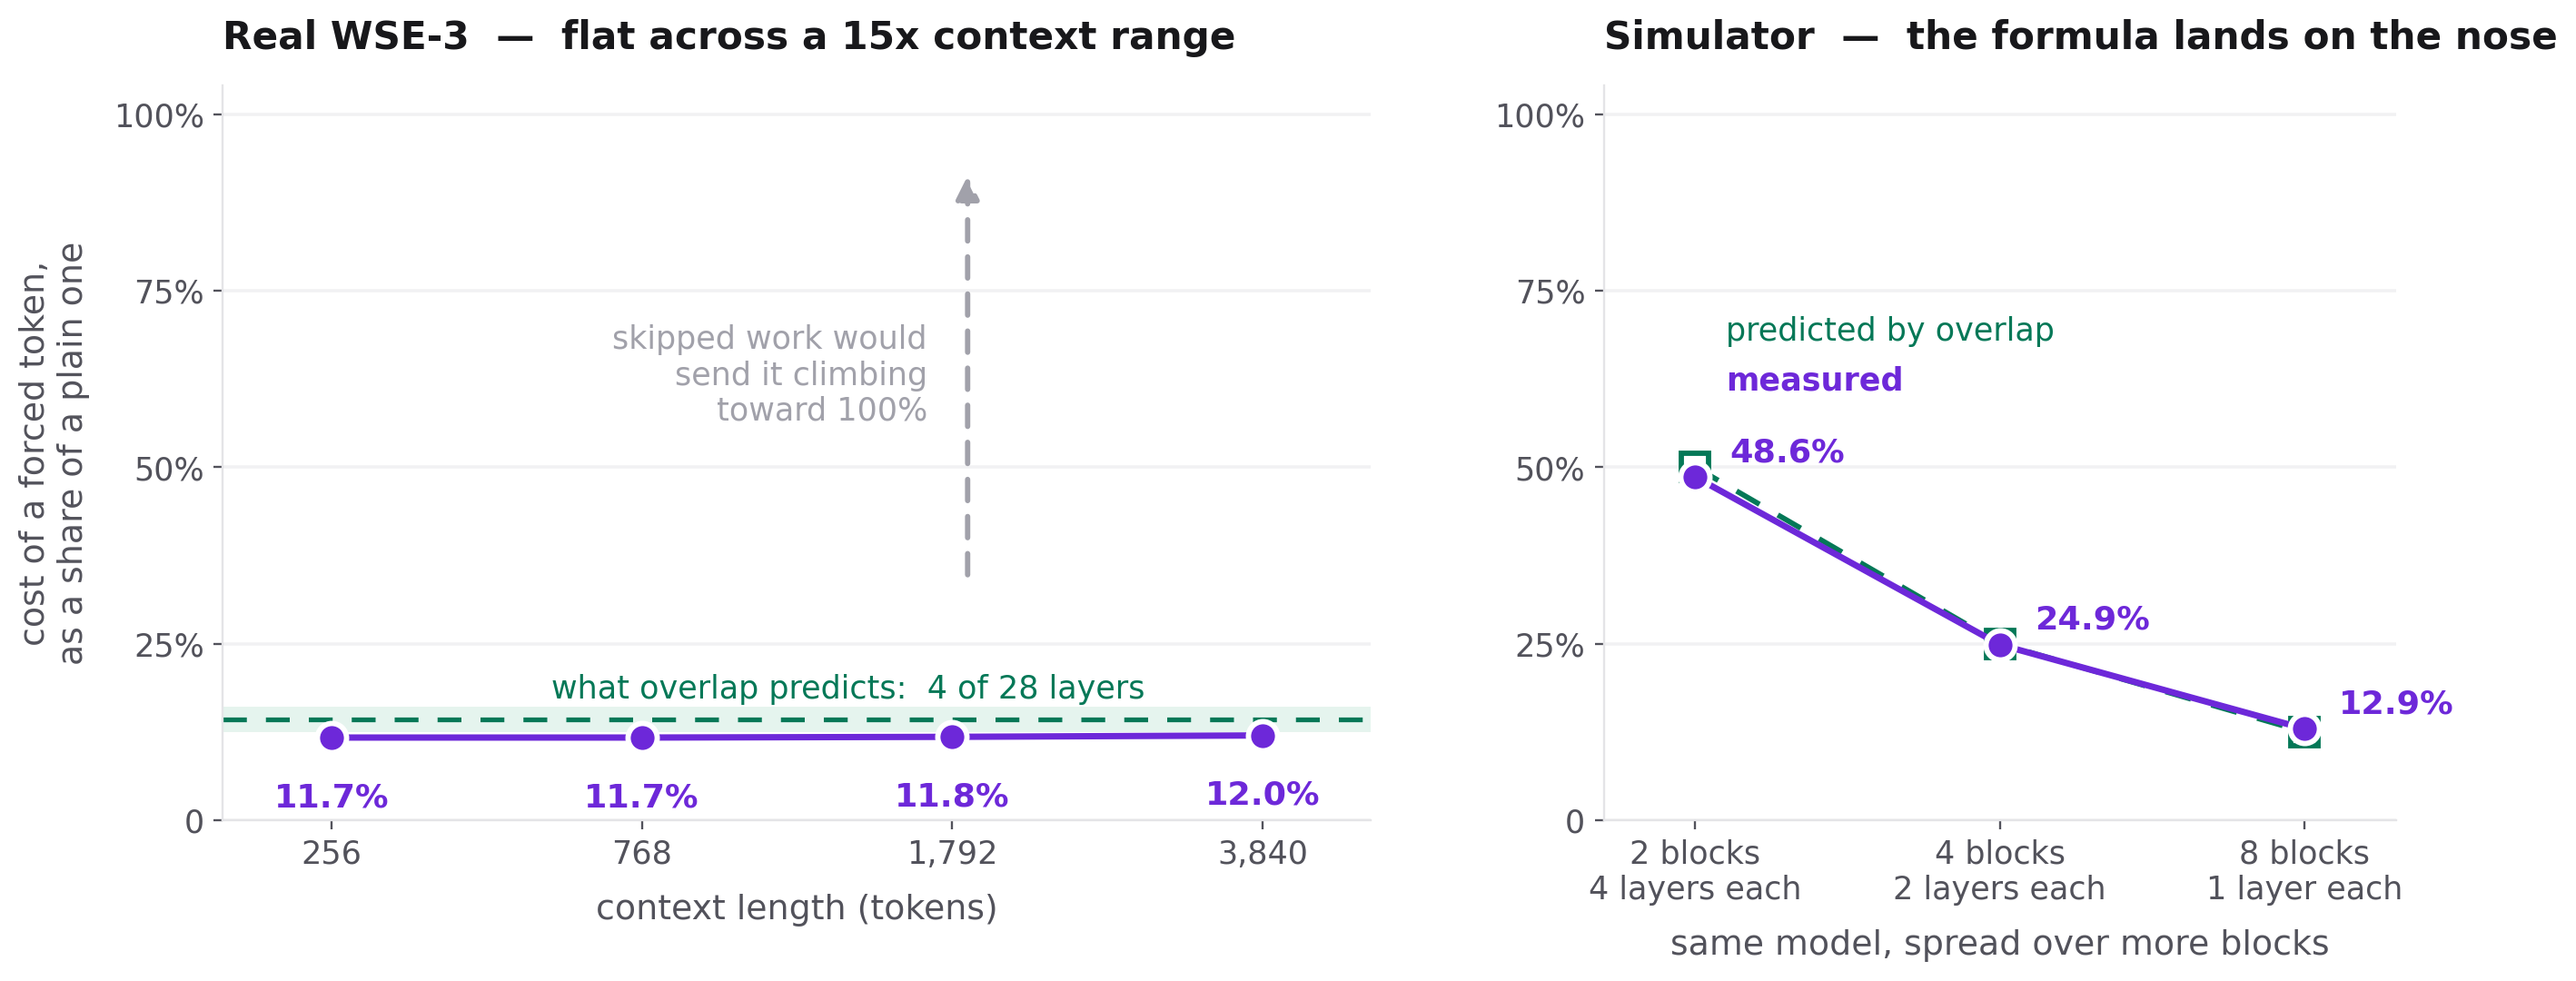 Real WSE-3 — flat across a 15x context range
cost of a forced token,
as a share of a plain one
100%
75%
50%
25%
0
skipped work would
send it climbing
toward 100%
what overlap predicts: 4 of 28 layers
11.7%
11.7%
11.8%
12.0%
256
768
1,792
3,840
context length (tokens)
Simulator — the formula lands on the nose
100%
75%
50%
25%
0
predicted by overlap
measured
48.6%
24.9%
12.9%
2 blocks
4 layers each
4 blocks
2 layers each
8 blocks
1 layer each
same model, spread over more blocks